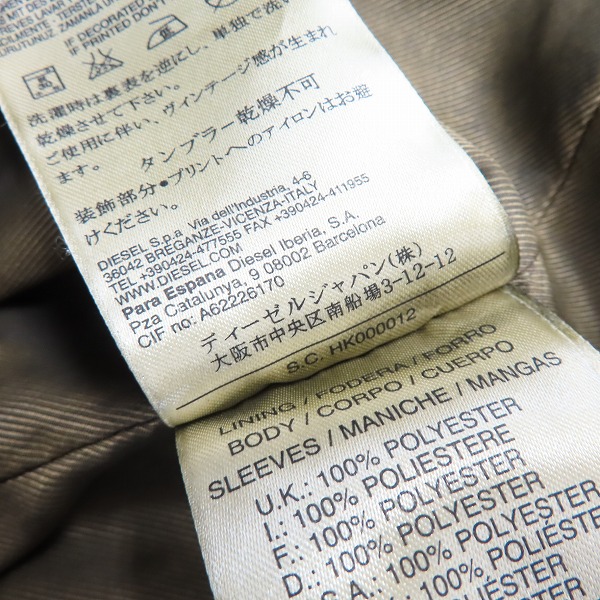 IF DECORATED,
IF PRINTED DON'T
洗濯時は裏表を逆にし、単独で洗い
乾燥させて下さい。
ご使用に伴い、ヴィンテージ感が生まれ
ます。
タンブラー乾燥不可
装飾部分・プリントへのアイロンはお避
けください。
DIESEL S.p.a Via dell'Industria, 4-6
36042 BREGANZE-VICENZA-ITALY
TEL +390424-477555 FAX +390424-411955
WWW.DIESEL.COM
Para Espana Diesel Iberia, S.A.
Pza Catalunya, 9 08002 Barcelona
CIF no: A62226170
ディーゼルジャパン(株)
大阪市中央区南船場3-12-12
S.C. HK000012
LINING / FODERA / FORRO
BODY / CORPO / CUERPO
SLEEVES / MANICHE / MANGAS
U.K.: 100% POLYESTER
I.: 100% POLIESTERE
F.: 100% POLYESTER
D.: 100% POLYESTER
100% POLYESTER
100% POLIÉSTER